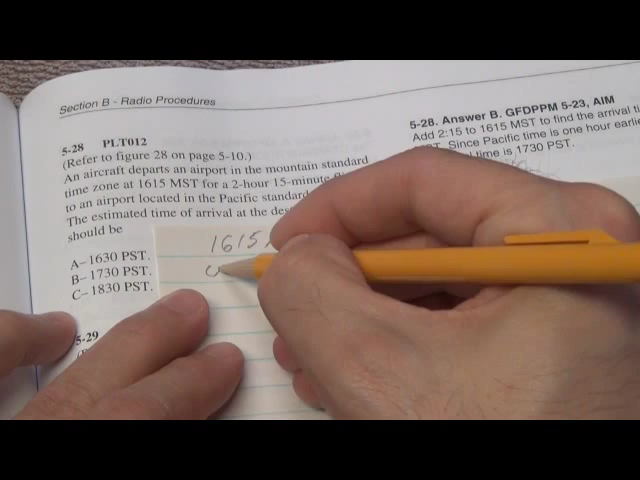 Section B - Radio Procedures
5-28 PLT012
(Refer to figure 28 on page 5-10.)
An aircraft departs an airport in the mountain standard
time zone at 1615 MST for a 2-hour 15-minute
to an airport located in the Pacific standard
The estimated time of arrival at the
should be
A– 1630 PST.
B– 1730 PST.
C– 1830 PST.
5-29
1615
5-28. Answer B. GFDPPM 5-23, AIM
Add 2:15 to 1615 MST to find the arrival
Since Pacific time is one hour
time is 1730 PST.